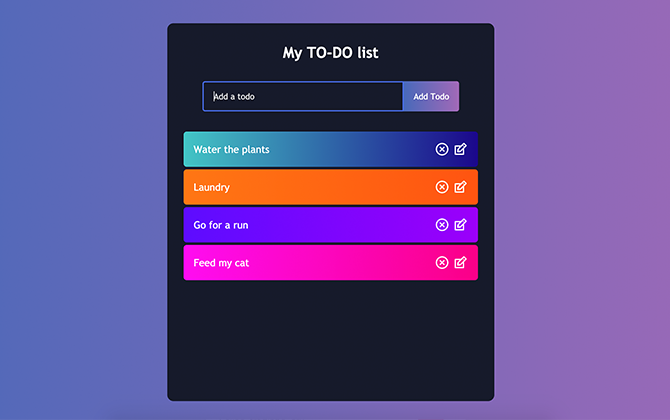 My TO-DO list
Add a todo
Add Todo
Water the plants
Laundry
Go for a run
Feed my cat